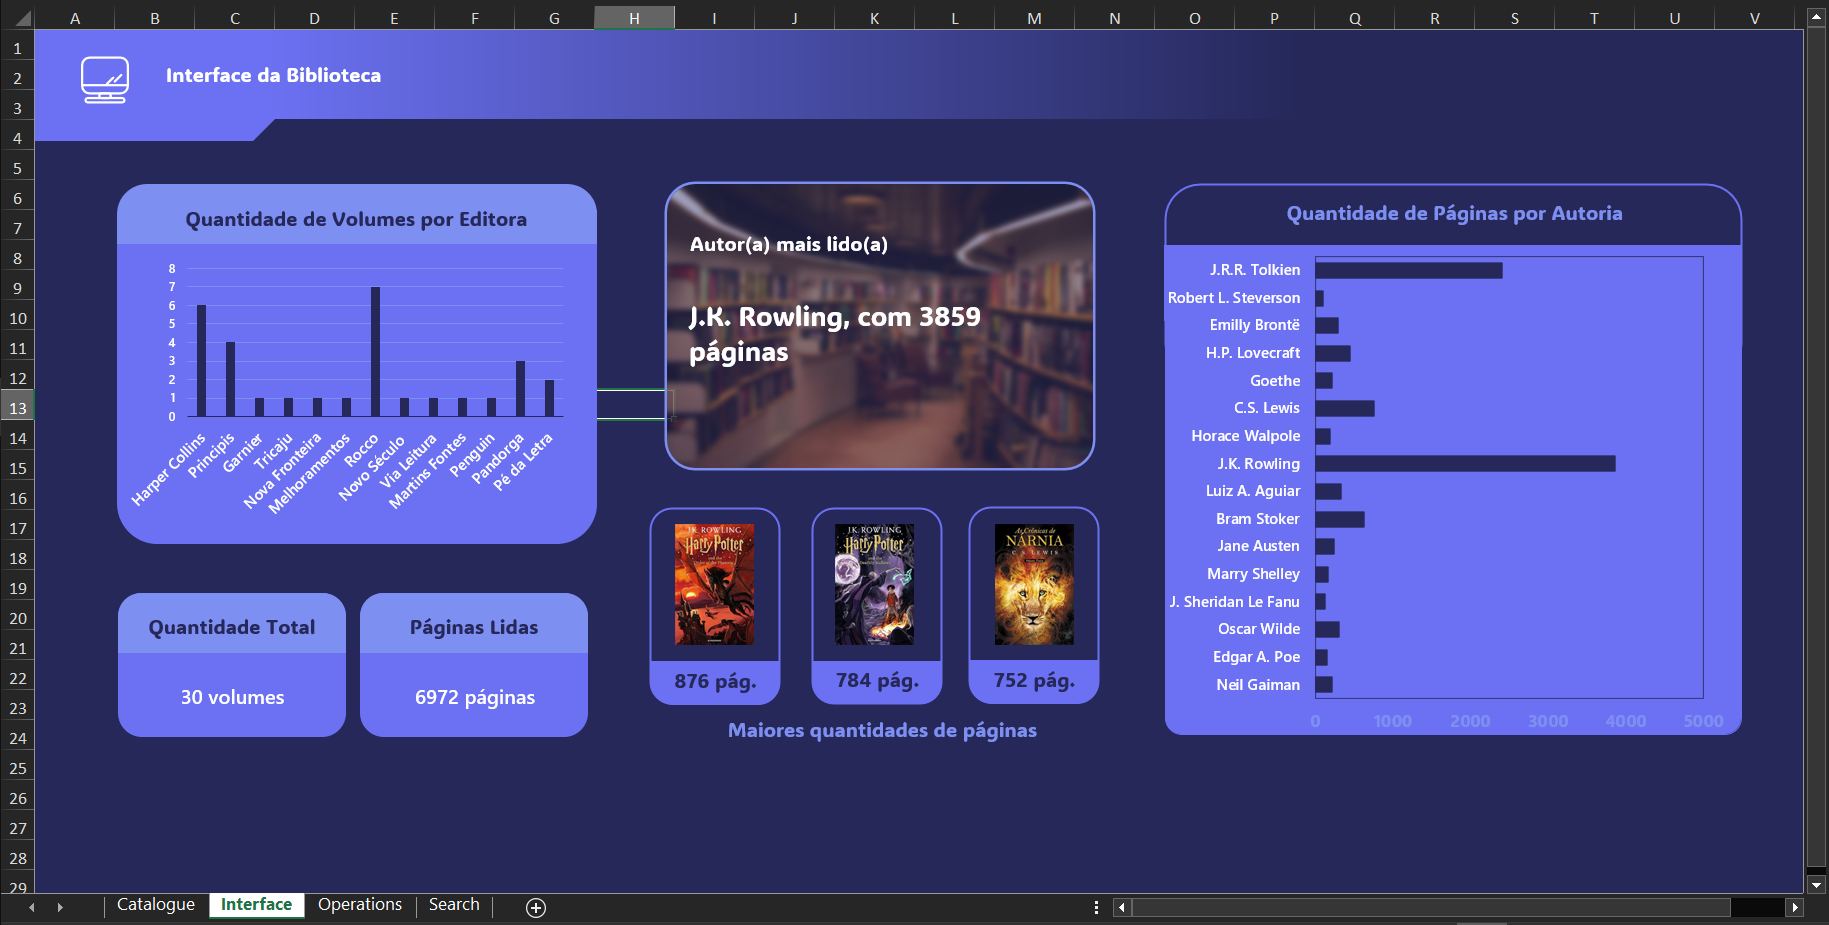 A B C D E F G H I J K L M N O P Q R S T U V
1
2
3
4
5
6
7
8
9
10
11
12
13
14
15
16
17
18
19
20
21
22
23
24
25
26
27
28
29
Interface da Biblioteca
Quantidade de Volumes por Editora
8
7
6
5
4
3
2
1
0
Harper Collins
Principis
Garnier
Tricaju
Nova Fronteira
Melhoramentos
Rocco
Novo Século
Via Leitura
Martins Fontes
Penguin
Pandorga
Pé da Letra
Quantidade Total
30 volumes
Páginas Lidas
6972 páginas
Autor(a) mais lido(a)
J.K. Rowling, com 3859
páginas
J.K. ROWLING
Harry Potter
876 pág.
J.K. ROWLING
Harry Potter
784 pág.
As Crônicas de
NÁRNIA
C. S. LEWIS
752 pág.
Maiores quantidades de páginas
Quantidade de Páginas por Autoria
J.R.R. Tolkien
Robert L. Steverson
Emilly Brontë
H.P. Lovecraft
Goethe
C.S. Lewis
Horace Walpole
J.K. Rowling
Luiz A. Aguiar
Bram Stoker
Jane Austen
Marry Shelley
J. Sheridan Le Fanu
Oscar Wilde
Edgar A. Poe
Neil Gaiman
0 1000 2000 3000 4000 5000
Catalogue Interface Operations Search